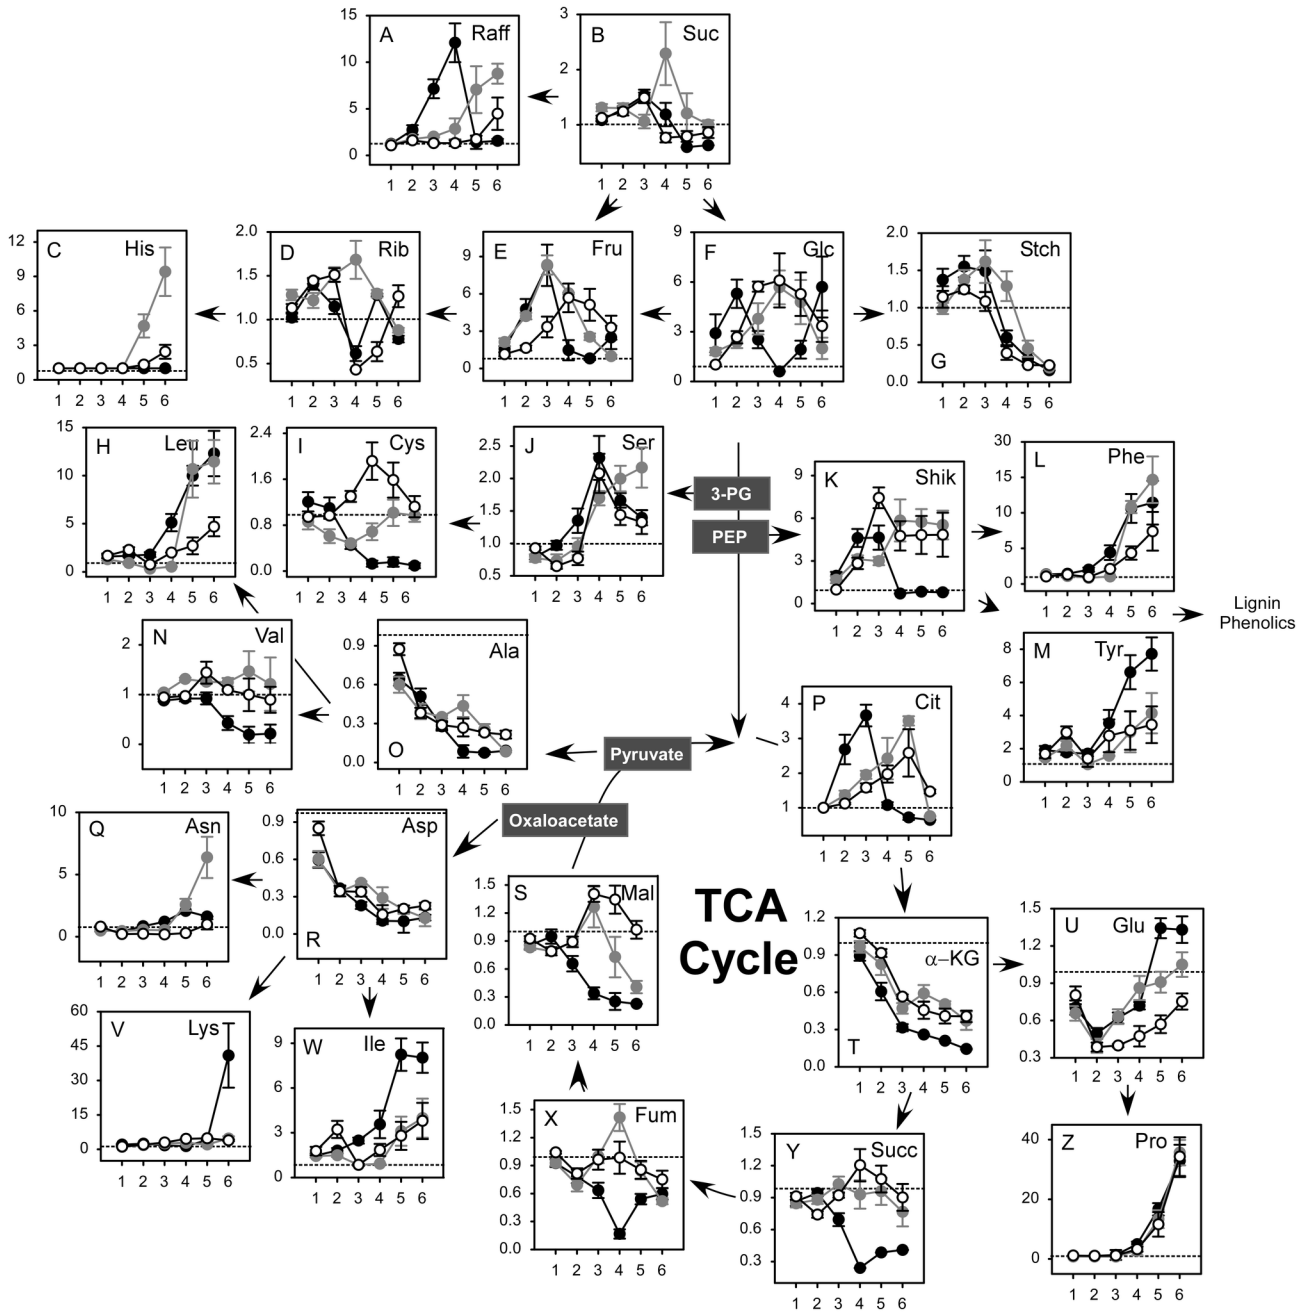 A Raff
15
10
5
0
1 2 3 4 5 6
B Suc
3
2
1
1 2 3 4 5 6
C His
12
9
6
3
0
1 2 3 4 5 6
D Rib
2.0
1.5
1.0
0.5
1 2 3 4 5 6
E Fru
9
6
3
0
1 2 3 4 5 6
F Glc
9
6
3
0
1 2 3 4 5 6
Stch
2.0
1.5
1.0
0.5
0.0
G
1 2 3 4 5 6
H Leu
15
10
5
0
1 2 3 4 5 6
I Cys
2.4
1.6
0.8
0.0
1 2 3 4 5 6
J Ser
2.5
2.0
1.5
1.0
0.5
1 2 3 4 5 6
3-PG
PEP
K Shik
9
6
3
0
1 2 3 4 5 6
L Phe
30
15
10
5
0
1 2 3 4 5 6
Lignin
Phenolics
M Tyr
8
6
4
2
0
1 2 3 4 5 6
N Val
2
1
0
1 2 3 4 5 6
Ala
0.9
0.6
0.3
0.0
O
1 2 3 4 5 6
Pyruvate
P Cit
4
3
2
1
1 2 3 4 5 6
Oxaloacetate
Q Asn
10
5
0
1 2 3 4 5 6
Asp
0.9
0.6
0.3
0.0
R
1 2 3 4 5 6
S Mal
1.5
1.2
0.9
0.6
0.3
0.0
1 2 3 4 5 6
TCA
Cycle
α–KG
1.2
0.9
0.6
0.3
0.0
T
1 2 3 4 5 6
U Glu
1.5
1.2
0.9
0.6
0.3
1 2 3 4 5 6
V Lys
60
45
30
15
0
1 2 3 4 5 6
W Ile
9
6
3
0
1 2 3 4 5 6
X Fum
1.5
1.2
0.9
0.6
0.3
0.0
1 2 3 4 5 6
Y Succ
1.5
1.2
0.9
0.6
0.3
1 2 3 4 5 6
Z Pro
40
20
0
1 2 3 4 5 6